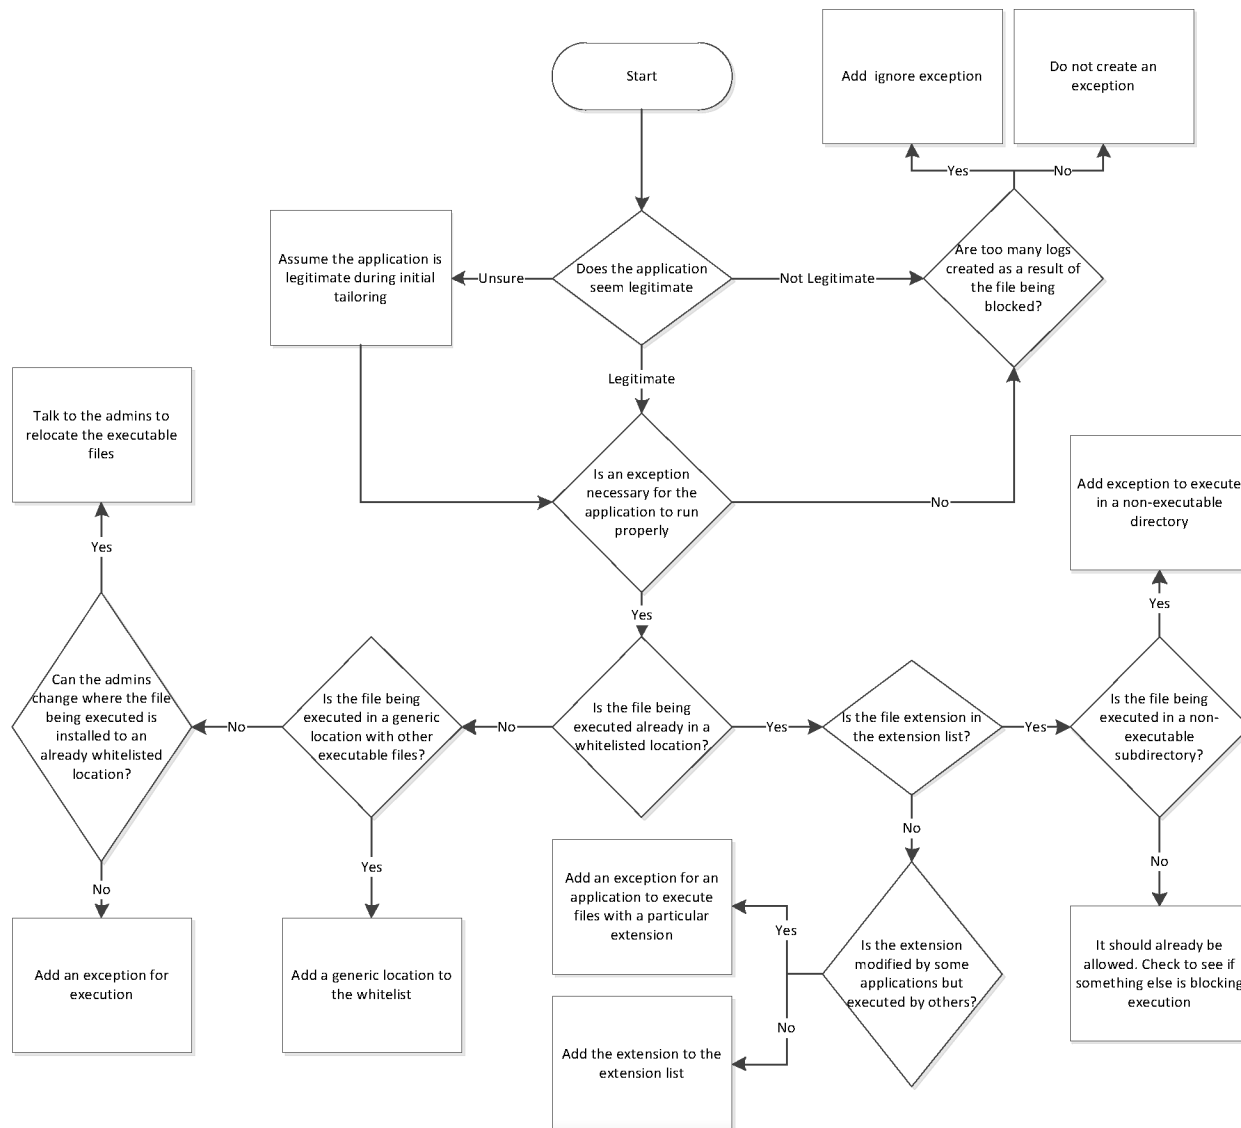 Start
Add  ignore exception
Do not create an
exception
Yes
No
Assume the application is
legitimate during initial
tailoring
Unsure
Does the application
seem legitimate
Not Legitimate
Are too many logs
created as a result of
the file being
blocked?
Legitimate
Talk to the admins to
relocate the executable
files
Is an exception
necessary for the
application to run
properly
No
Add exception to execute
in a non-executable
directory
Yes
Yes
Yes
Can the admins
change where the file
being executed is
installed to an
already whitelisted
location?
No
Is the file being
executed in a generic
location with other
executable files?
No
Is the file being
executed already in a
whitelisted location?
Yes
Is the file extension in
the extension list?
Yes
Is the file being
executed in a non-
executable
subdirectory?
No
Yes
No
No
Add an exception for
execution
Add a generic location to
the whitelist
Add an exception for an
application to execute
files with a particular
extension
Yes
No
Add the extension to the
extension list
Is the extension
modified by some
applications but
executed by others?
It should already be
allowed. Check to see if
something else is blocking
execution